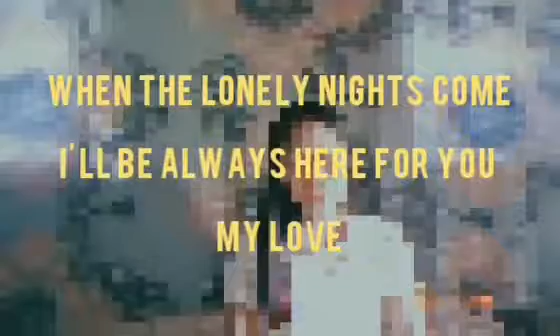 WHEN THE LONELY NIGHTS COME
I'LL BE ALWAYS HERE FOR YOU
MY LOVE